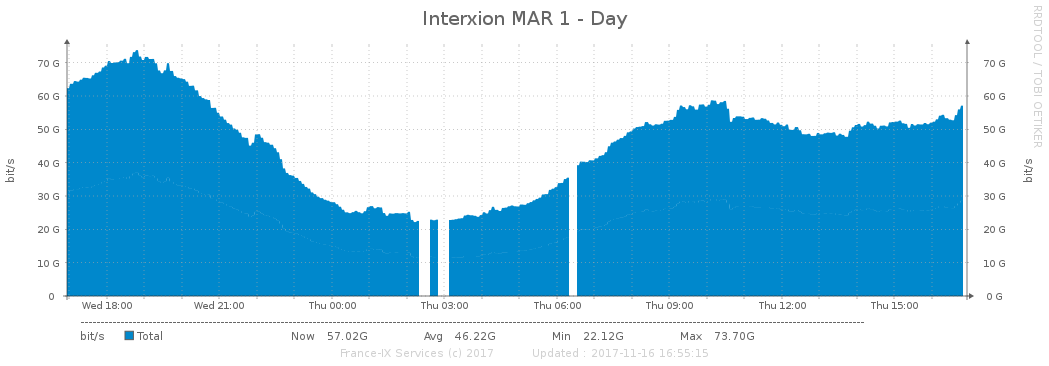 Interxion MAR 1 - Day
RRDTOOL / TOBI OETIKER
bit/s
bit/s
70 G 70 G
60 G 60 G
50 G 50 G
40 G 40 G
30 G 30 G
20 G 20 G
10 G 10 G
0 0 G
Wed 18:00 Wed 21:00 Thu 00:00 Thu 03:00 Thu 06:00 Thu 09:00 Thu 12:00 Thu 15:00
bit/s Total Now 57.02G Avg 46.22G Min 22.12G Max 73.70G
France-IX Services (c) 2017 Updated : 2017-11-16 16:55:15